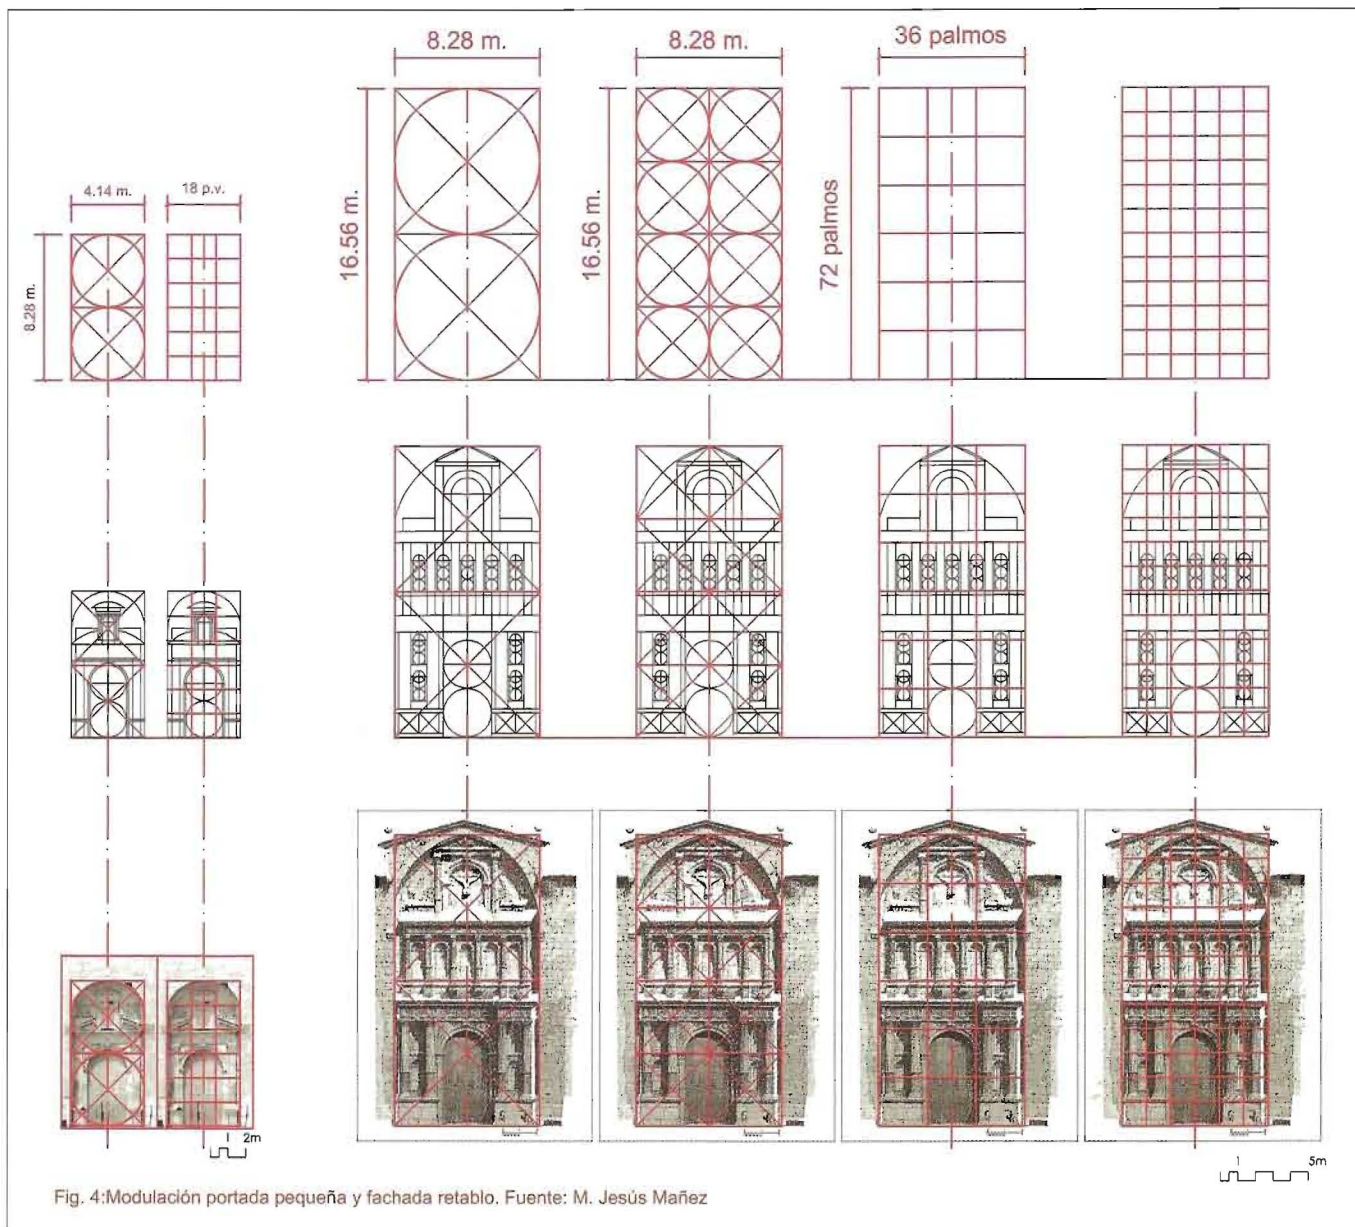 8.28 m.
8.28 m.
36 palmos
16.56 m.
16.56 m.
72 palmos
4.14 m.
18 p.v.
8.28 m.
1 2m
1 5m
Fig. 4:Modulación portada pequeña y fachada retablo. Fuente: M. Jesús Mañez